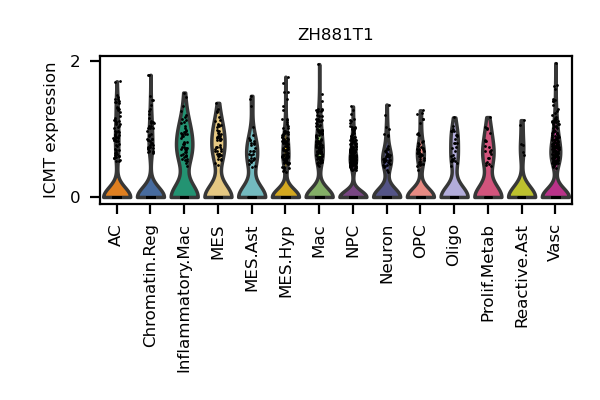 ZH881T1
ICMT expression
2
0
AC
Chromatin.Reg
Inflammatory.Mac
MES
MES.Ast
MES.Hyp
Mac
NPC
Neuron
OPC
Oligo
Prolif.Metab
Reactive.Ast
Vasc